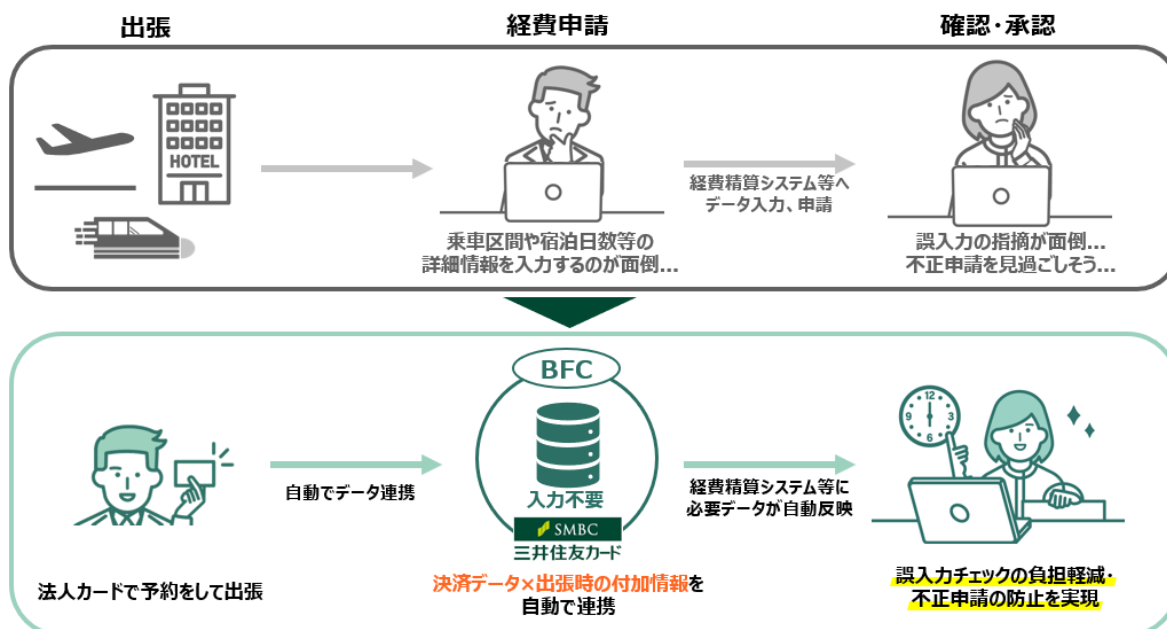 出張
経費申請
確認・承認
HOTEL
経費精算システム等へ
データ入力、申請
乗車区間や宿泊日数等の
詳細情報を入力するのが面倒...
誤入力の指摘が面倒...
不正申請を見過ごしそう...
BFC
12
9
3
6
入力不要
SMBC
三井住友カード
自動でデータ連携
経費精算システム等に
必要データが自動反映
法人カードで予約をして出張
決済データ×出張時の付加情報を
自動で連携
誤入力チェックの負担軽減・
不正申請の防止を実現